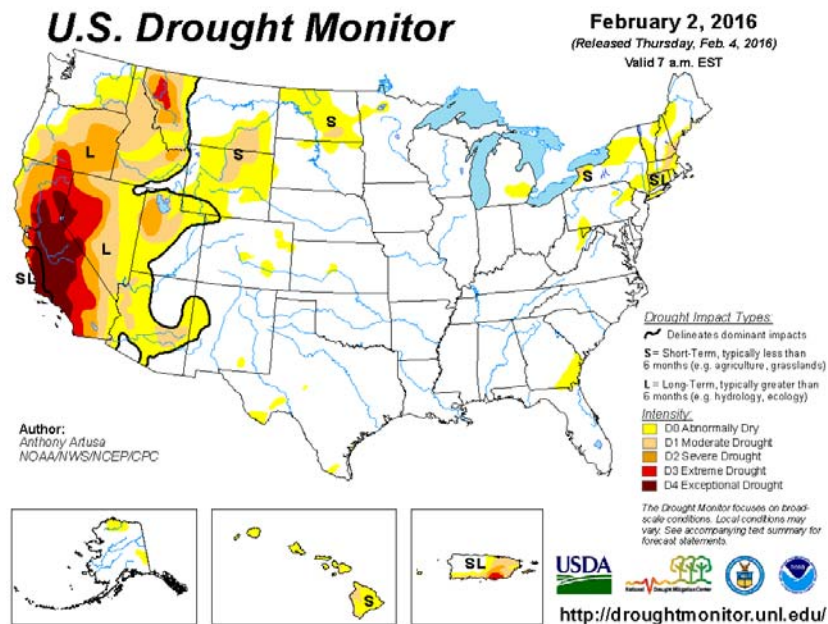 U.S. Drought Monitor
February 2, 2016
(Released Thursday, Feb. 4, 2016)
Valid 7 a.m. EST
L
S
S
S
SL
L
SL
Drought Impact Types:
Delineates dominant impacts
S = Short-Term, typically less than
6 months (e.g. agriculture, grasslands)
L = Long-Term, typically greater than
6 months (e.g. hydrology, ecology)
Intensity:
D0 Abnormally Dry
D1 Moderate Drought
D2 Severe Drought
D3 Extreme Drought
D4 Exceptional Drought
Author:
Anthony Artusa
NOAA/NWS/NCEP/CPC
The Drought Monitor focuses on broad-
scale conditions. Local conditions may
vary. See accompanying text summary for
forecast statements.
S
SL
USDA
National Drought Mitigation Center
http://droughtmonitor.unl.edu/